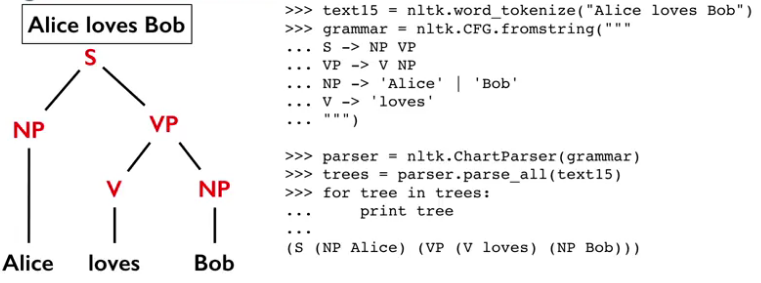 Alice loves Bob
S
NP VP
V NP
Alice loves Bob
>>> text15 = nltk.word_tokenize("Alice loves Bob")
>>> grammar = nltk.CFG.fromstring("""
... S -> NP VP
... VP -> V NP
... NP -> 'Alice' | 'Bob'
... V -> 'loves'
... """)
>>> parser = nltk.ChartParser(grammar)
>>> trees = parser.parse_all(text15)
>>> for tree in trees:
...     print tree
...
(S (NP Alice) (VP (V loves) (NP Bob)))